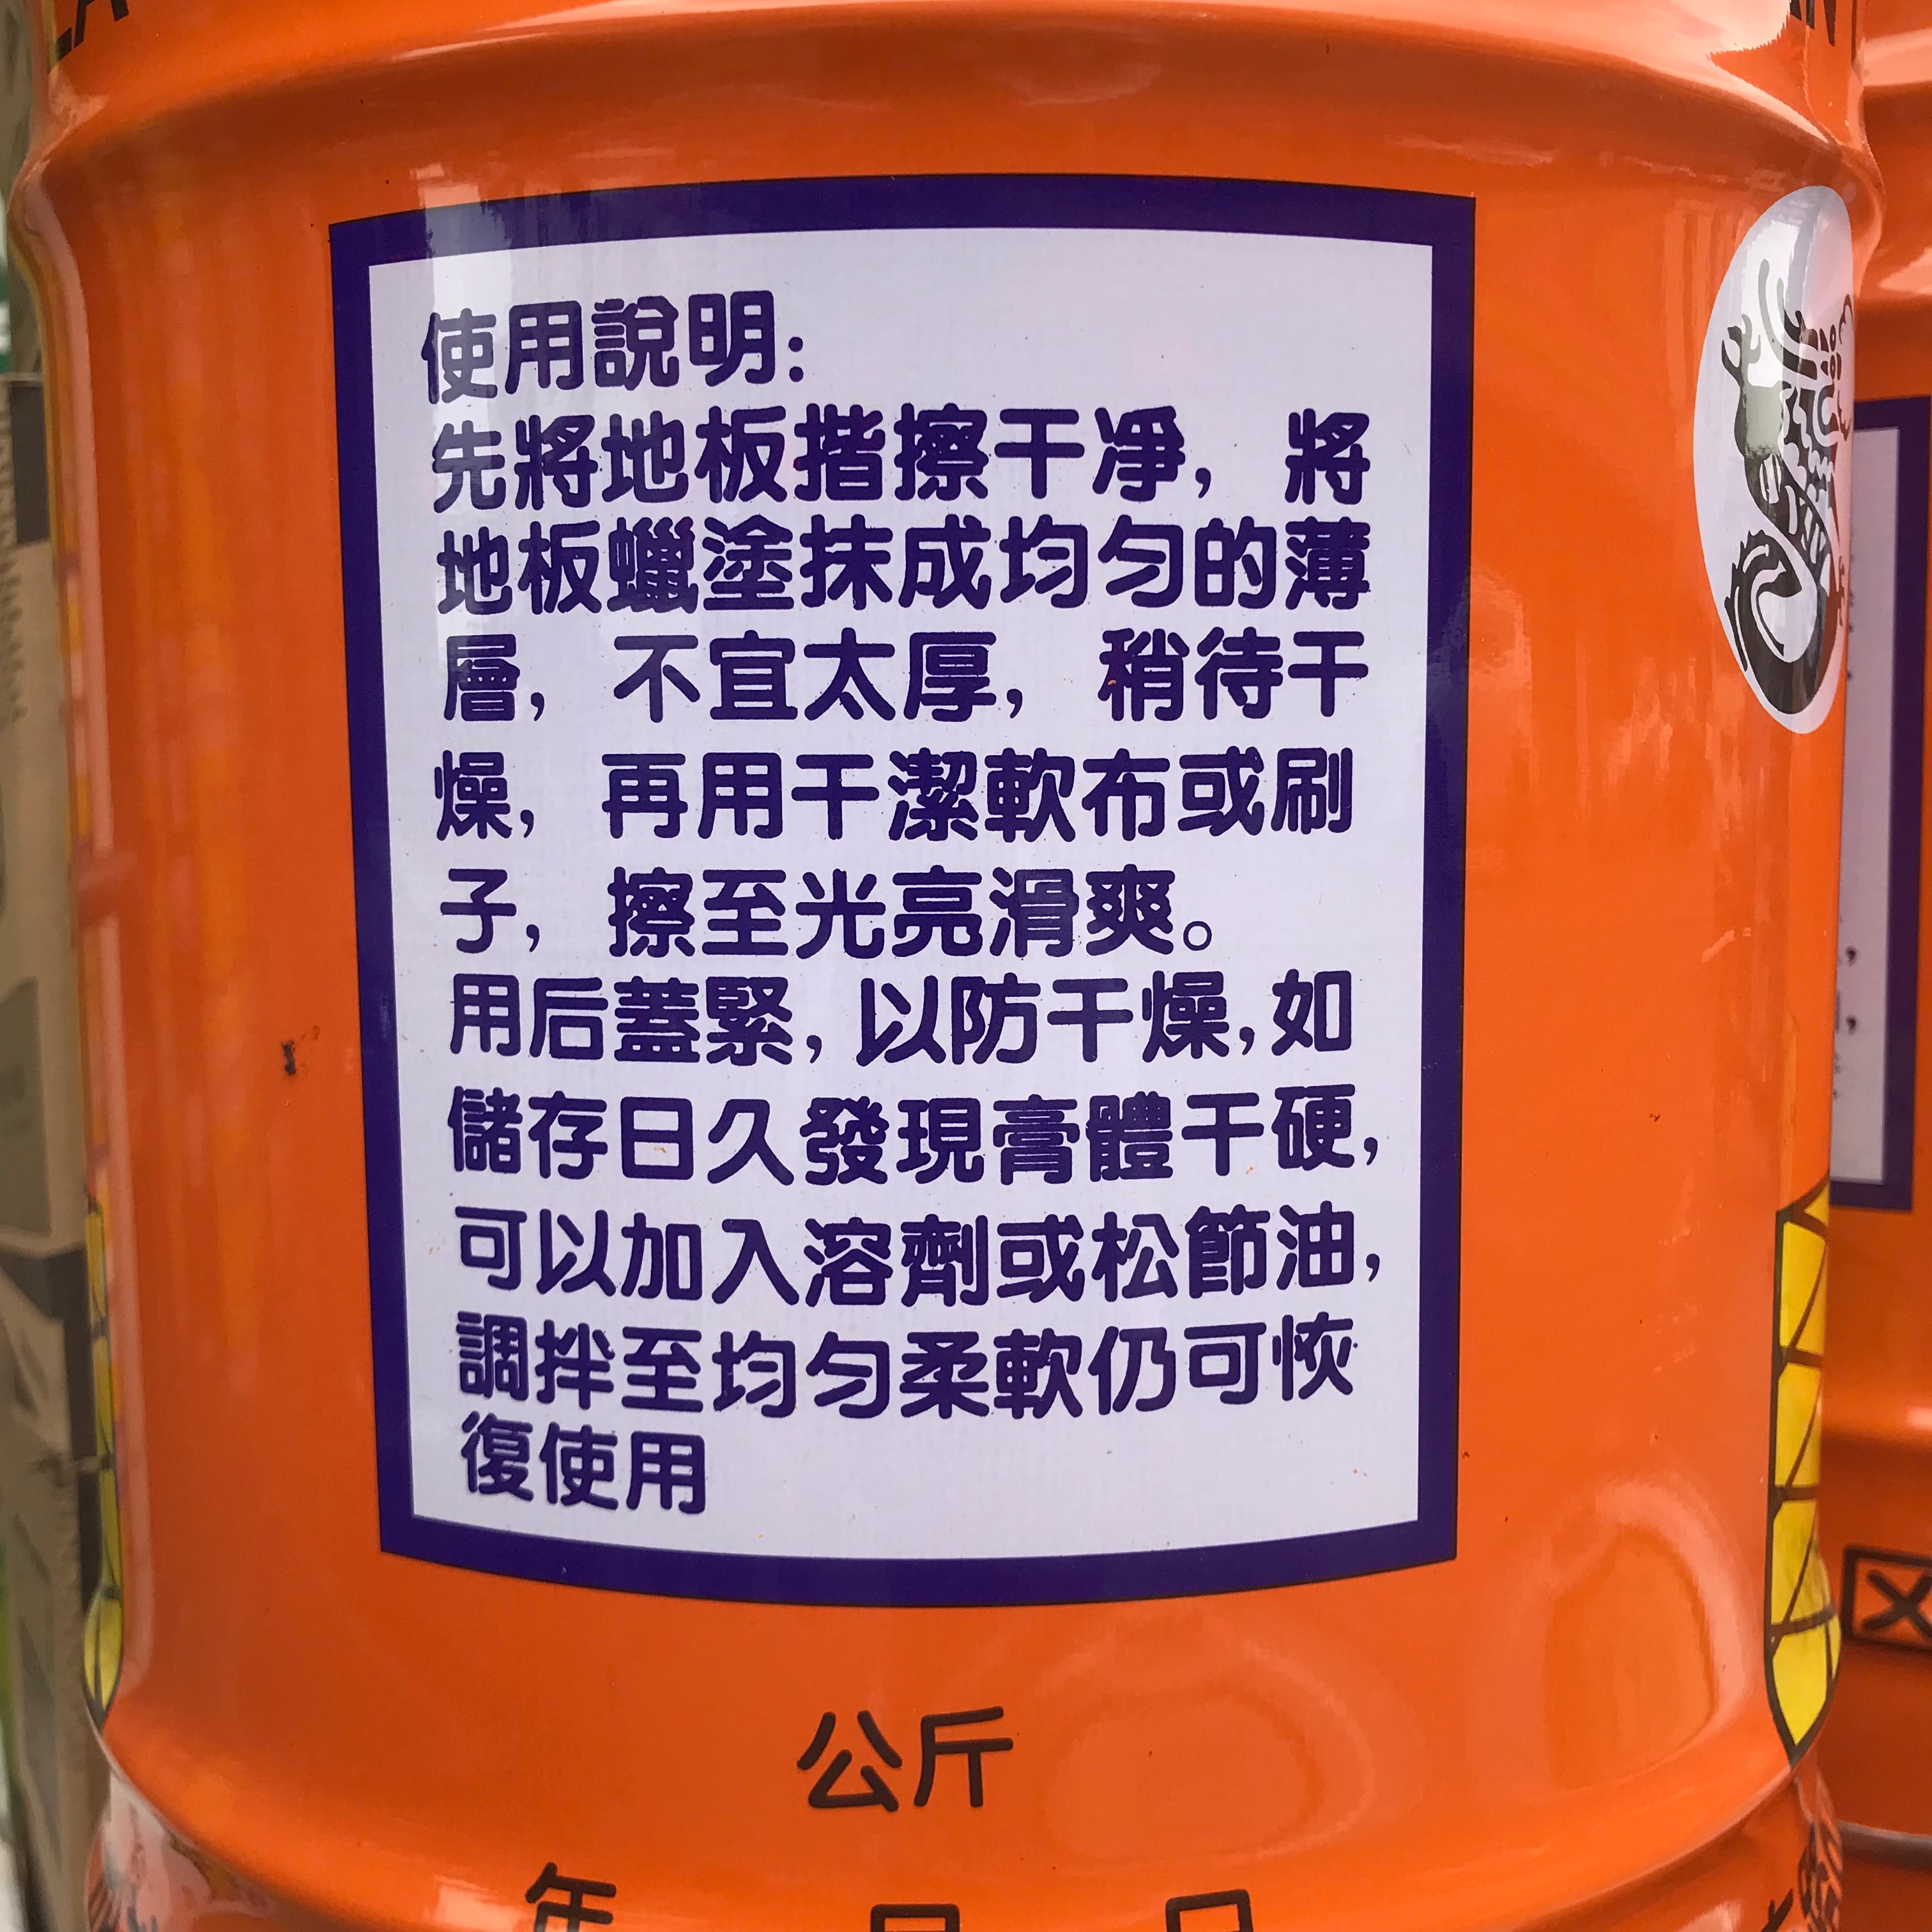 使用說明:
先將地板揩擦干凈,將
地板蠟塗抹成均勻的薄
層,不宜太厚,稍待干
燥,再用干潔軟布或刷
子,擦至光亮滑爽。
用后蓋緊,以防干燥,如
儲存日久發現膏體干硬,
可以加入溶劑或松節油,
調拌至均勻柔軟仍可恢
復使用
公斤
年 月 日